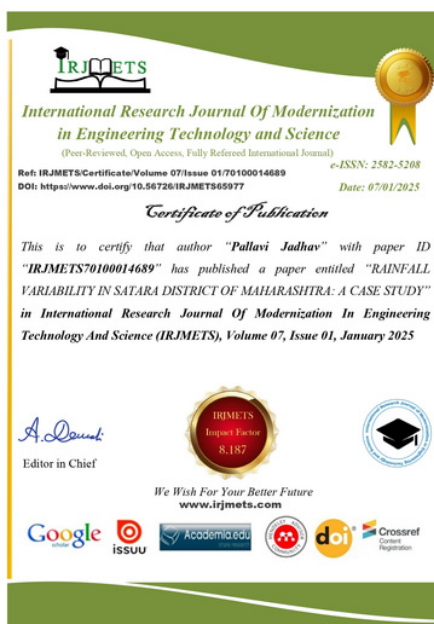 IRJMETS
International Research Journal Of Modernization
in Engineering Technology and Science
(Peer-Reviewed, Open Access, Fully Refereed International Journal)
e-ISSN: 2582-5208
Ref: IRJMETS/Certificate/Volume 07/Issue 01/70100014689
DOI: https://www.doi.org/10.56726/IRJMETS65977
Date: 07/01/2025
Certificate of Publication
This is to certify that author “Pallavi Jadhav” with paper ID
“IRJMETS70100014689” has published a paper entitled “RAINFALL
VARIABILITY IN SATARA DISTRICT OF MAHARASHTRA: A CASE STUDY”
in International Research Journal Of Modernization In Engineering
Technology And Science (IRJMETS), Volume 07, Issue 01, January 2025
A. Denudi
Editor in Chief
IRJMETS
Impact Factor
8.187
We Wish For Your Better Future
www.irjmets.com
Google
scholar
issuu
Academia.edu
MENDELEY ADVISOR
COMMUNITY
doi
Crossref
Content
Registration